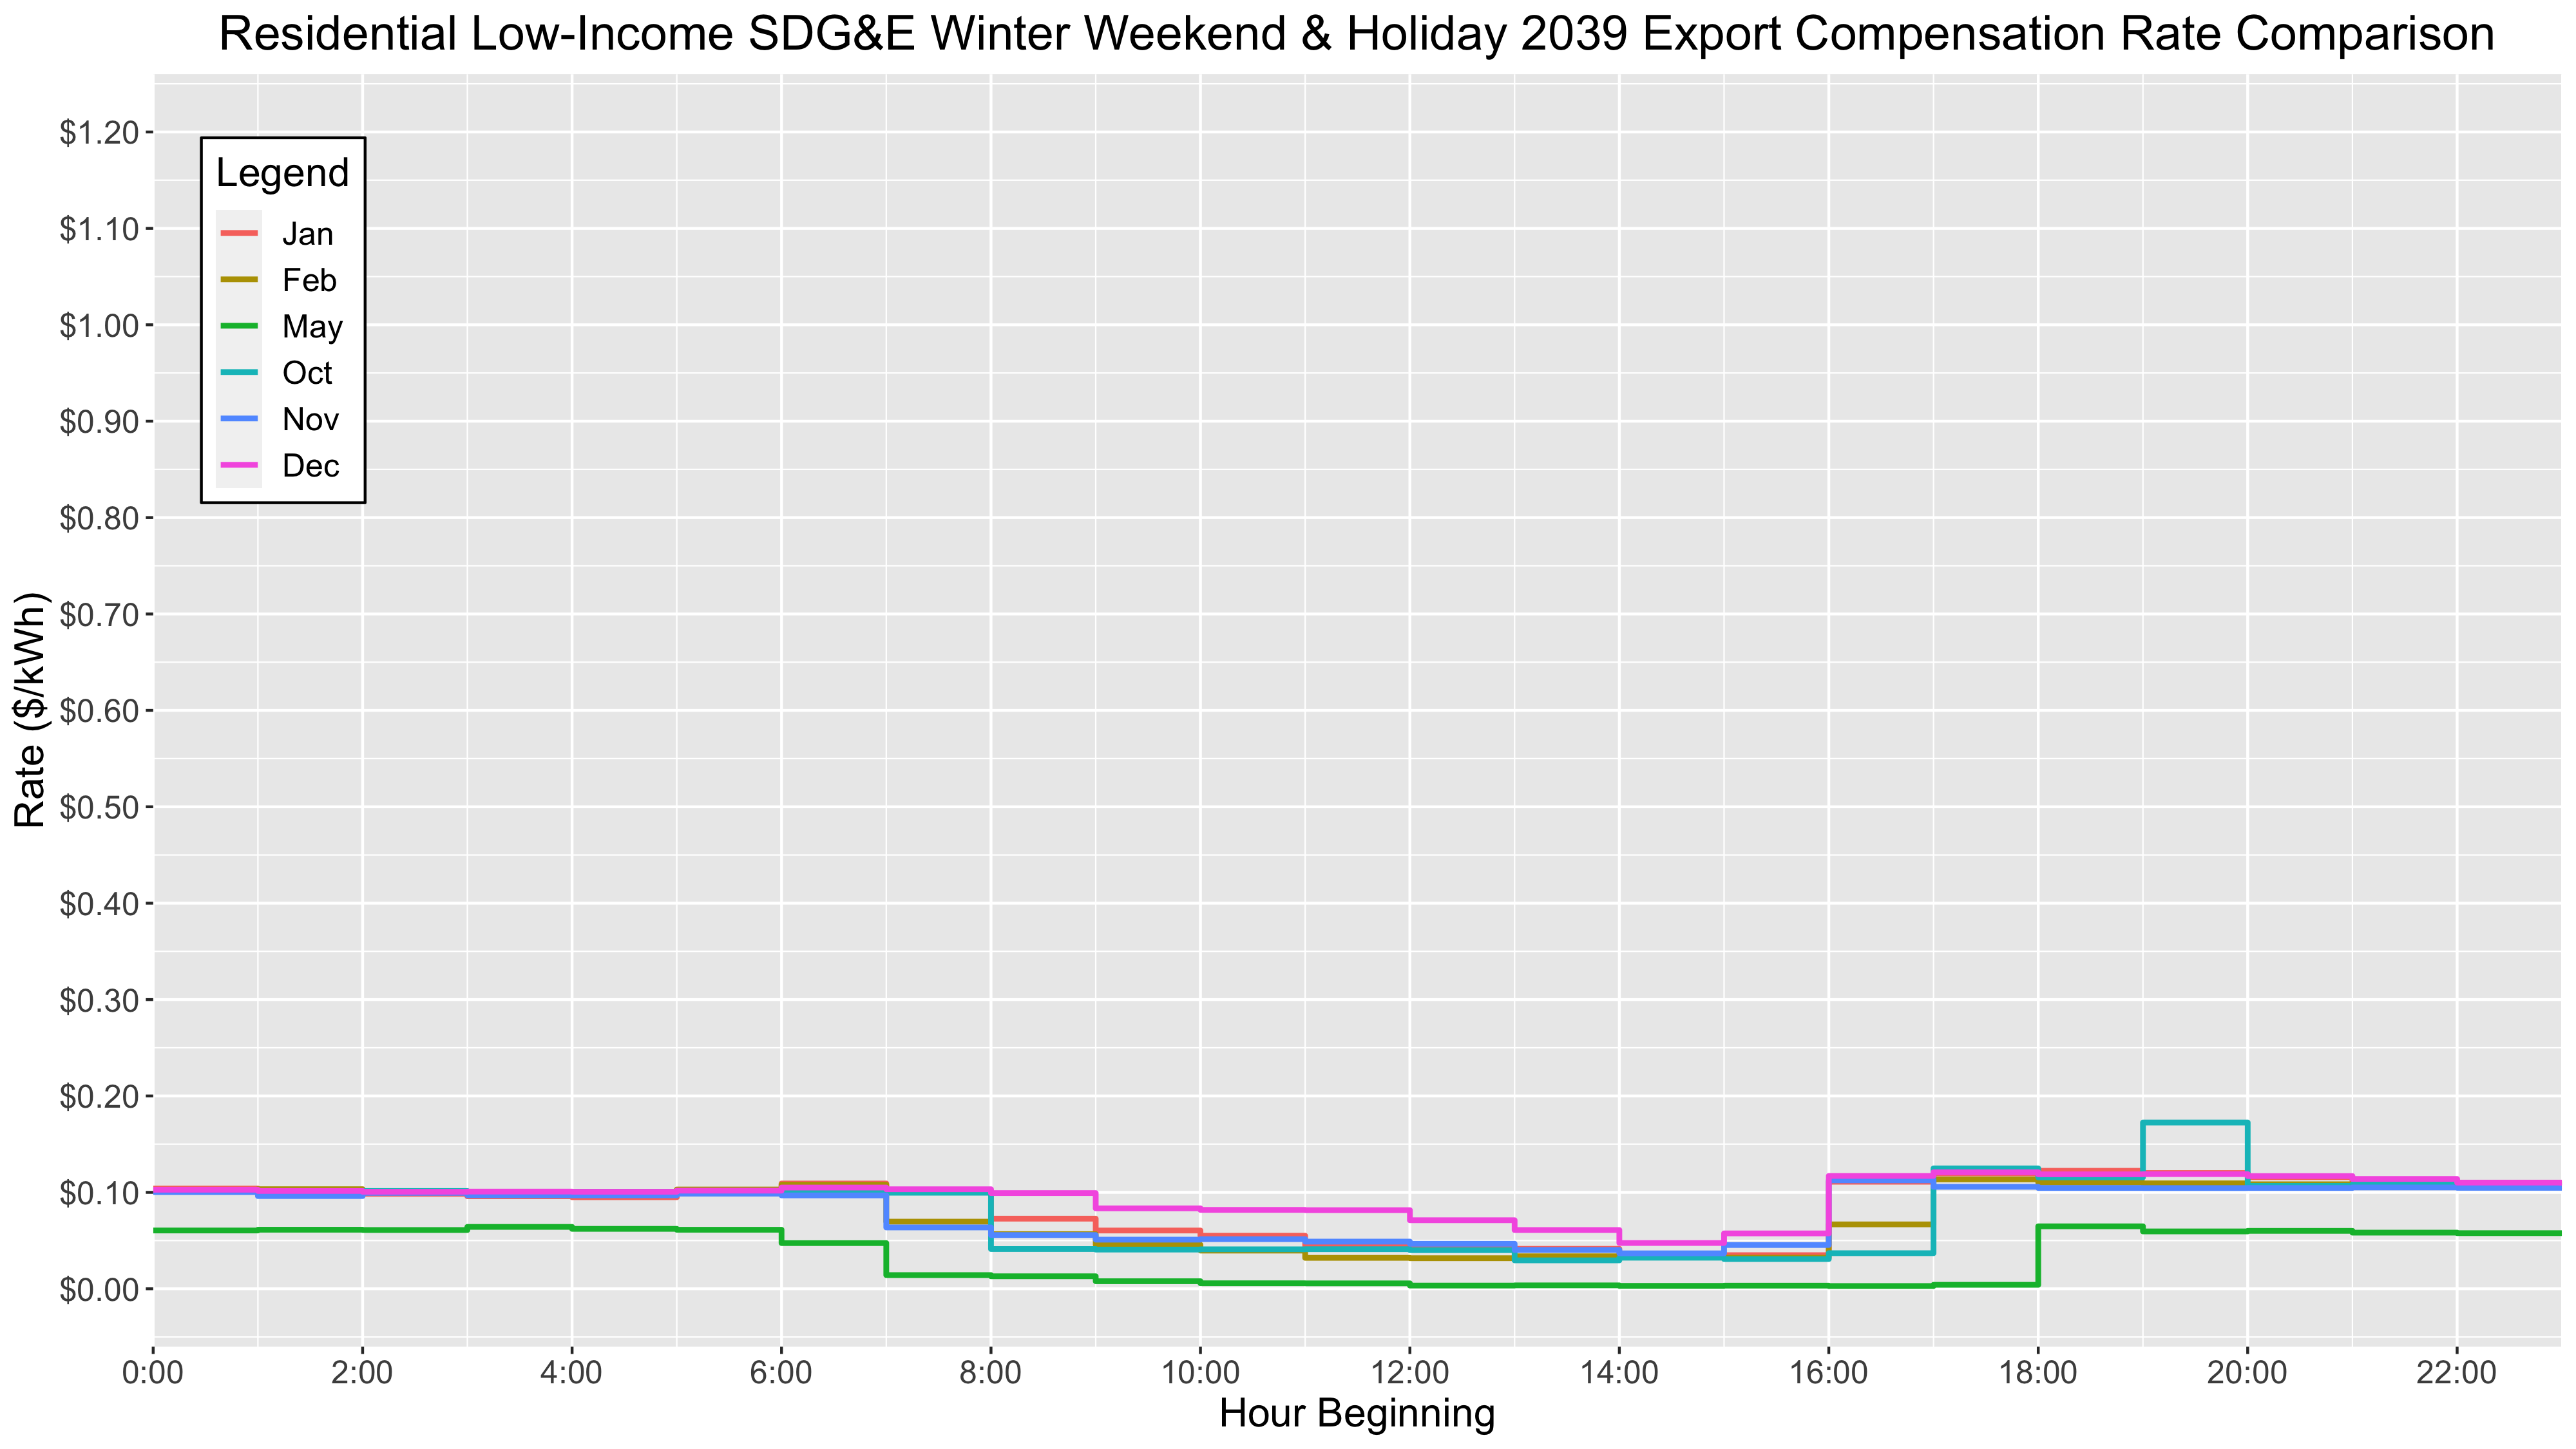 Residential Low-Income SDG&E Winter Weekend & Holiday 2039 Export Compensation Rate Comparison
$1.20
$1.10
$1.00
$0.90
$0.80
$0.70
$0.60
$0.50
$0.40
$0.30
$0.20
$0.10
$0.00
Legend
Jan
Feb
May
Oct
Nov
Dec
Rate ($/kWh)
0:00 2:00 4:00 6:00 8:00 10:00 12:00 14:00 16:00 18:00 20:00 22:00
Hour Beginning